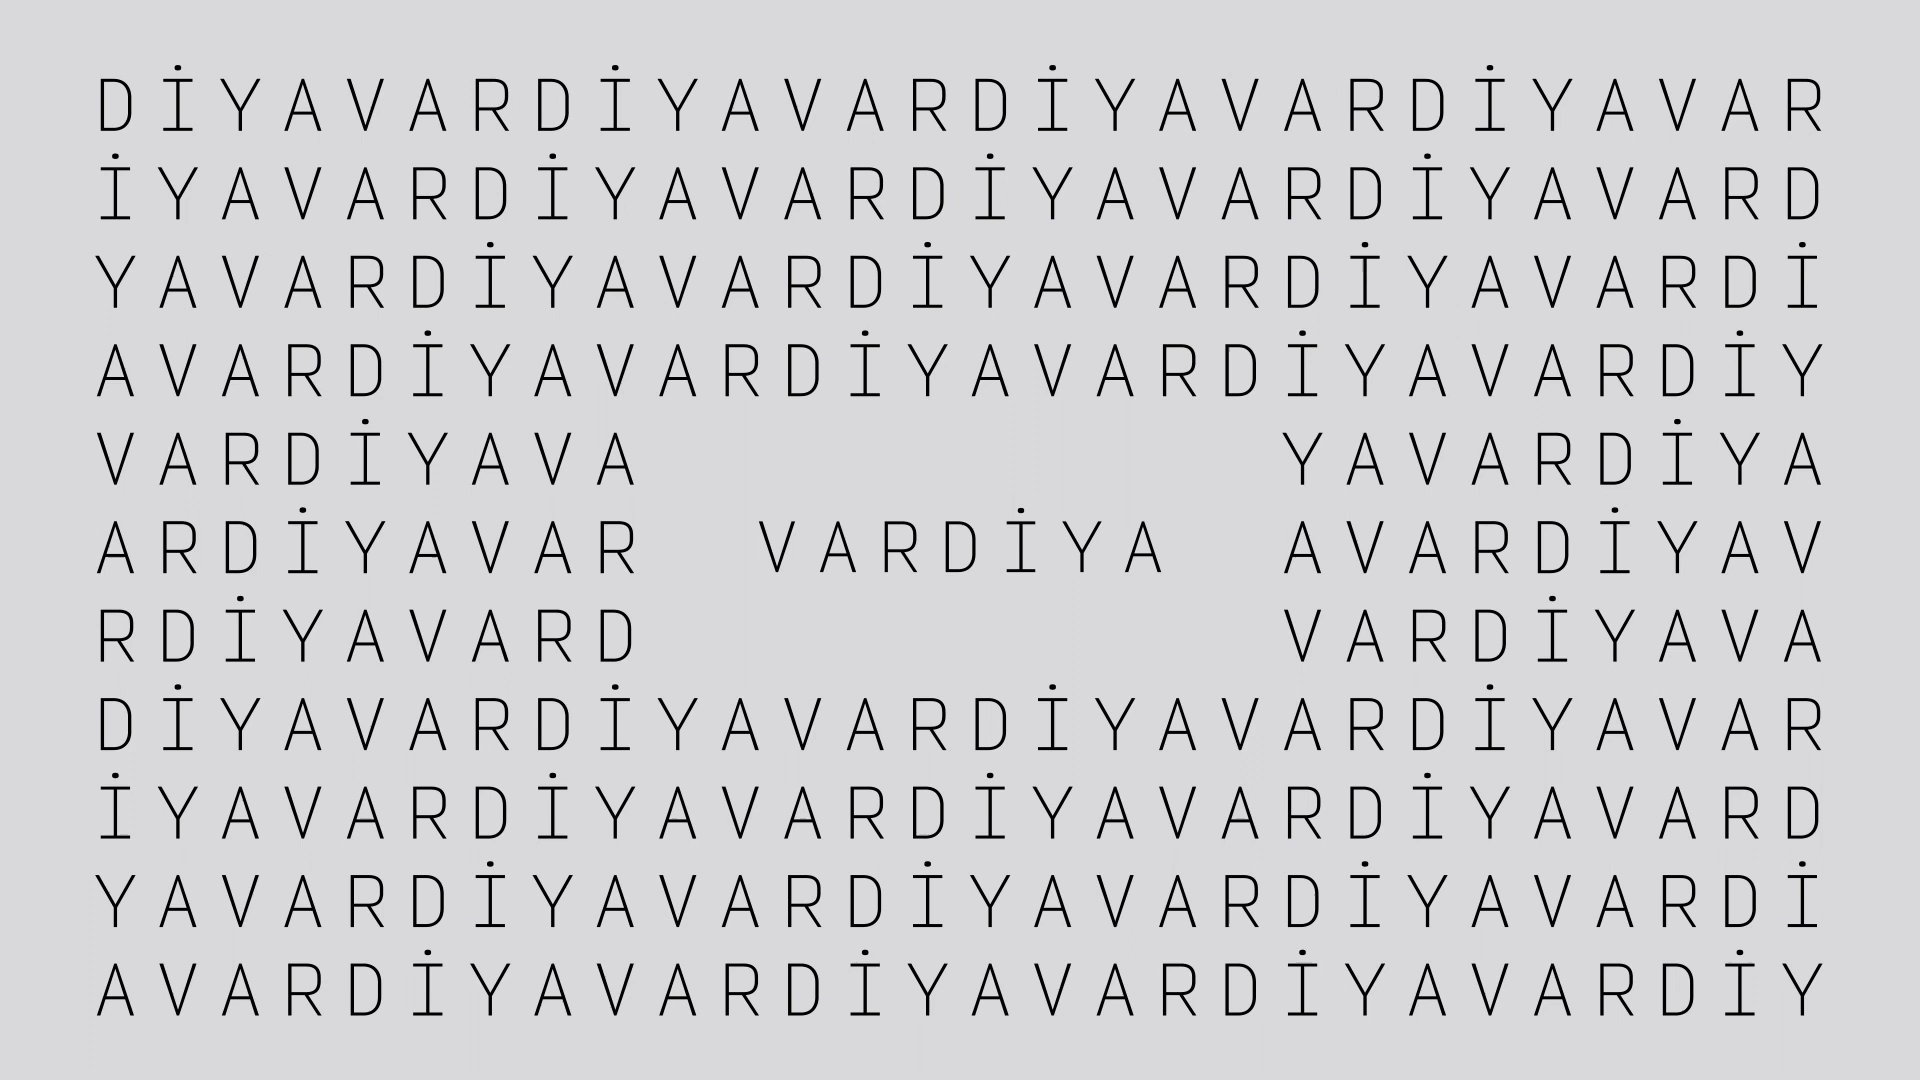 DİYAVARDİYAVARDİYAVARDİYAVAR
İYAVARDİYAVARDİYAVARDİYAVARD
YAVARDİYAVARDİYAVARDİYAVARDİ
AVARDİYAVARDİYAVARDİYAVARDİY
VARDİYAVA YAVARDİYA
ARDİYAVAR VARDİYA AVARDİYAV
RDİYAVARD VARDİYAVA
DİYAVARDİYAVARDİYAVARDİYAVAR
İYAVARDİYAVARDİYAVARDİYAVARD
YAVARDİYAVARDİYAVARDİYAVARDİ
AVARDİYAVARDİYAVARDİYAVARDİY